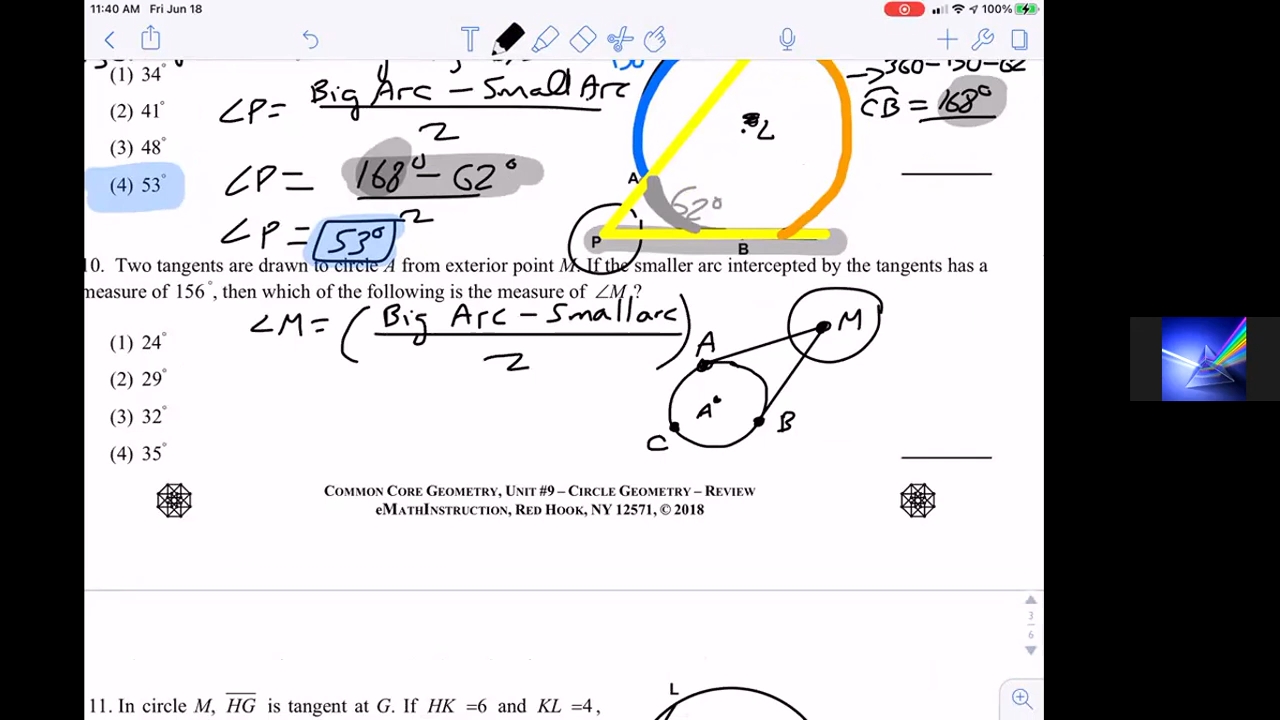 11:40 AM Fri Jun 18
100%
T
(1) 34°
(2) 41°
(3) 48°
(4) 53°
∠P = Big Arc - Small Arc
2
∠P = 168° - 62°
2
∠P = 53°
L
A
62°
P
B
CB = 168°
10. Two tangents are drawn to circle A from exterior point M. If the smaller arc intercepted by the tangents has a
measure of 156°, then which of the following is the measure of ∠M ?
∠M = ( Big Arc - Small arc )
2
(1) 24°
(2) 29°
(3) 32°
(4) 35°
A
M
A
B
C
COMMON CORE GEOMETRY, UNIT #9 – CIRCLE GEOMETRY – REVIEW
EMATHINSTRUCTION, RED HOOK, NY 12571, © 2018
3
6
11. In circle M, HG is tangent at G. If HK =6 and KL =4,
L